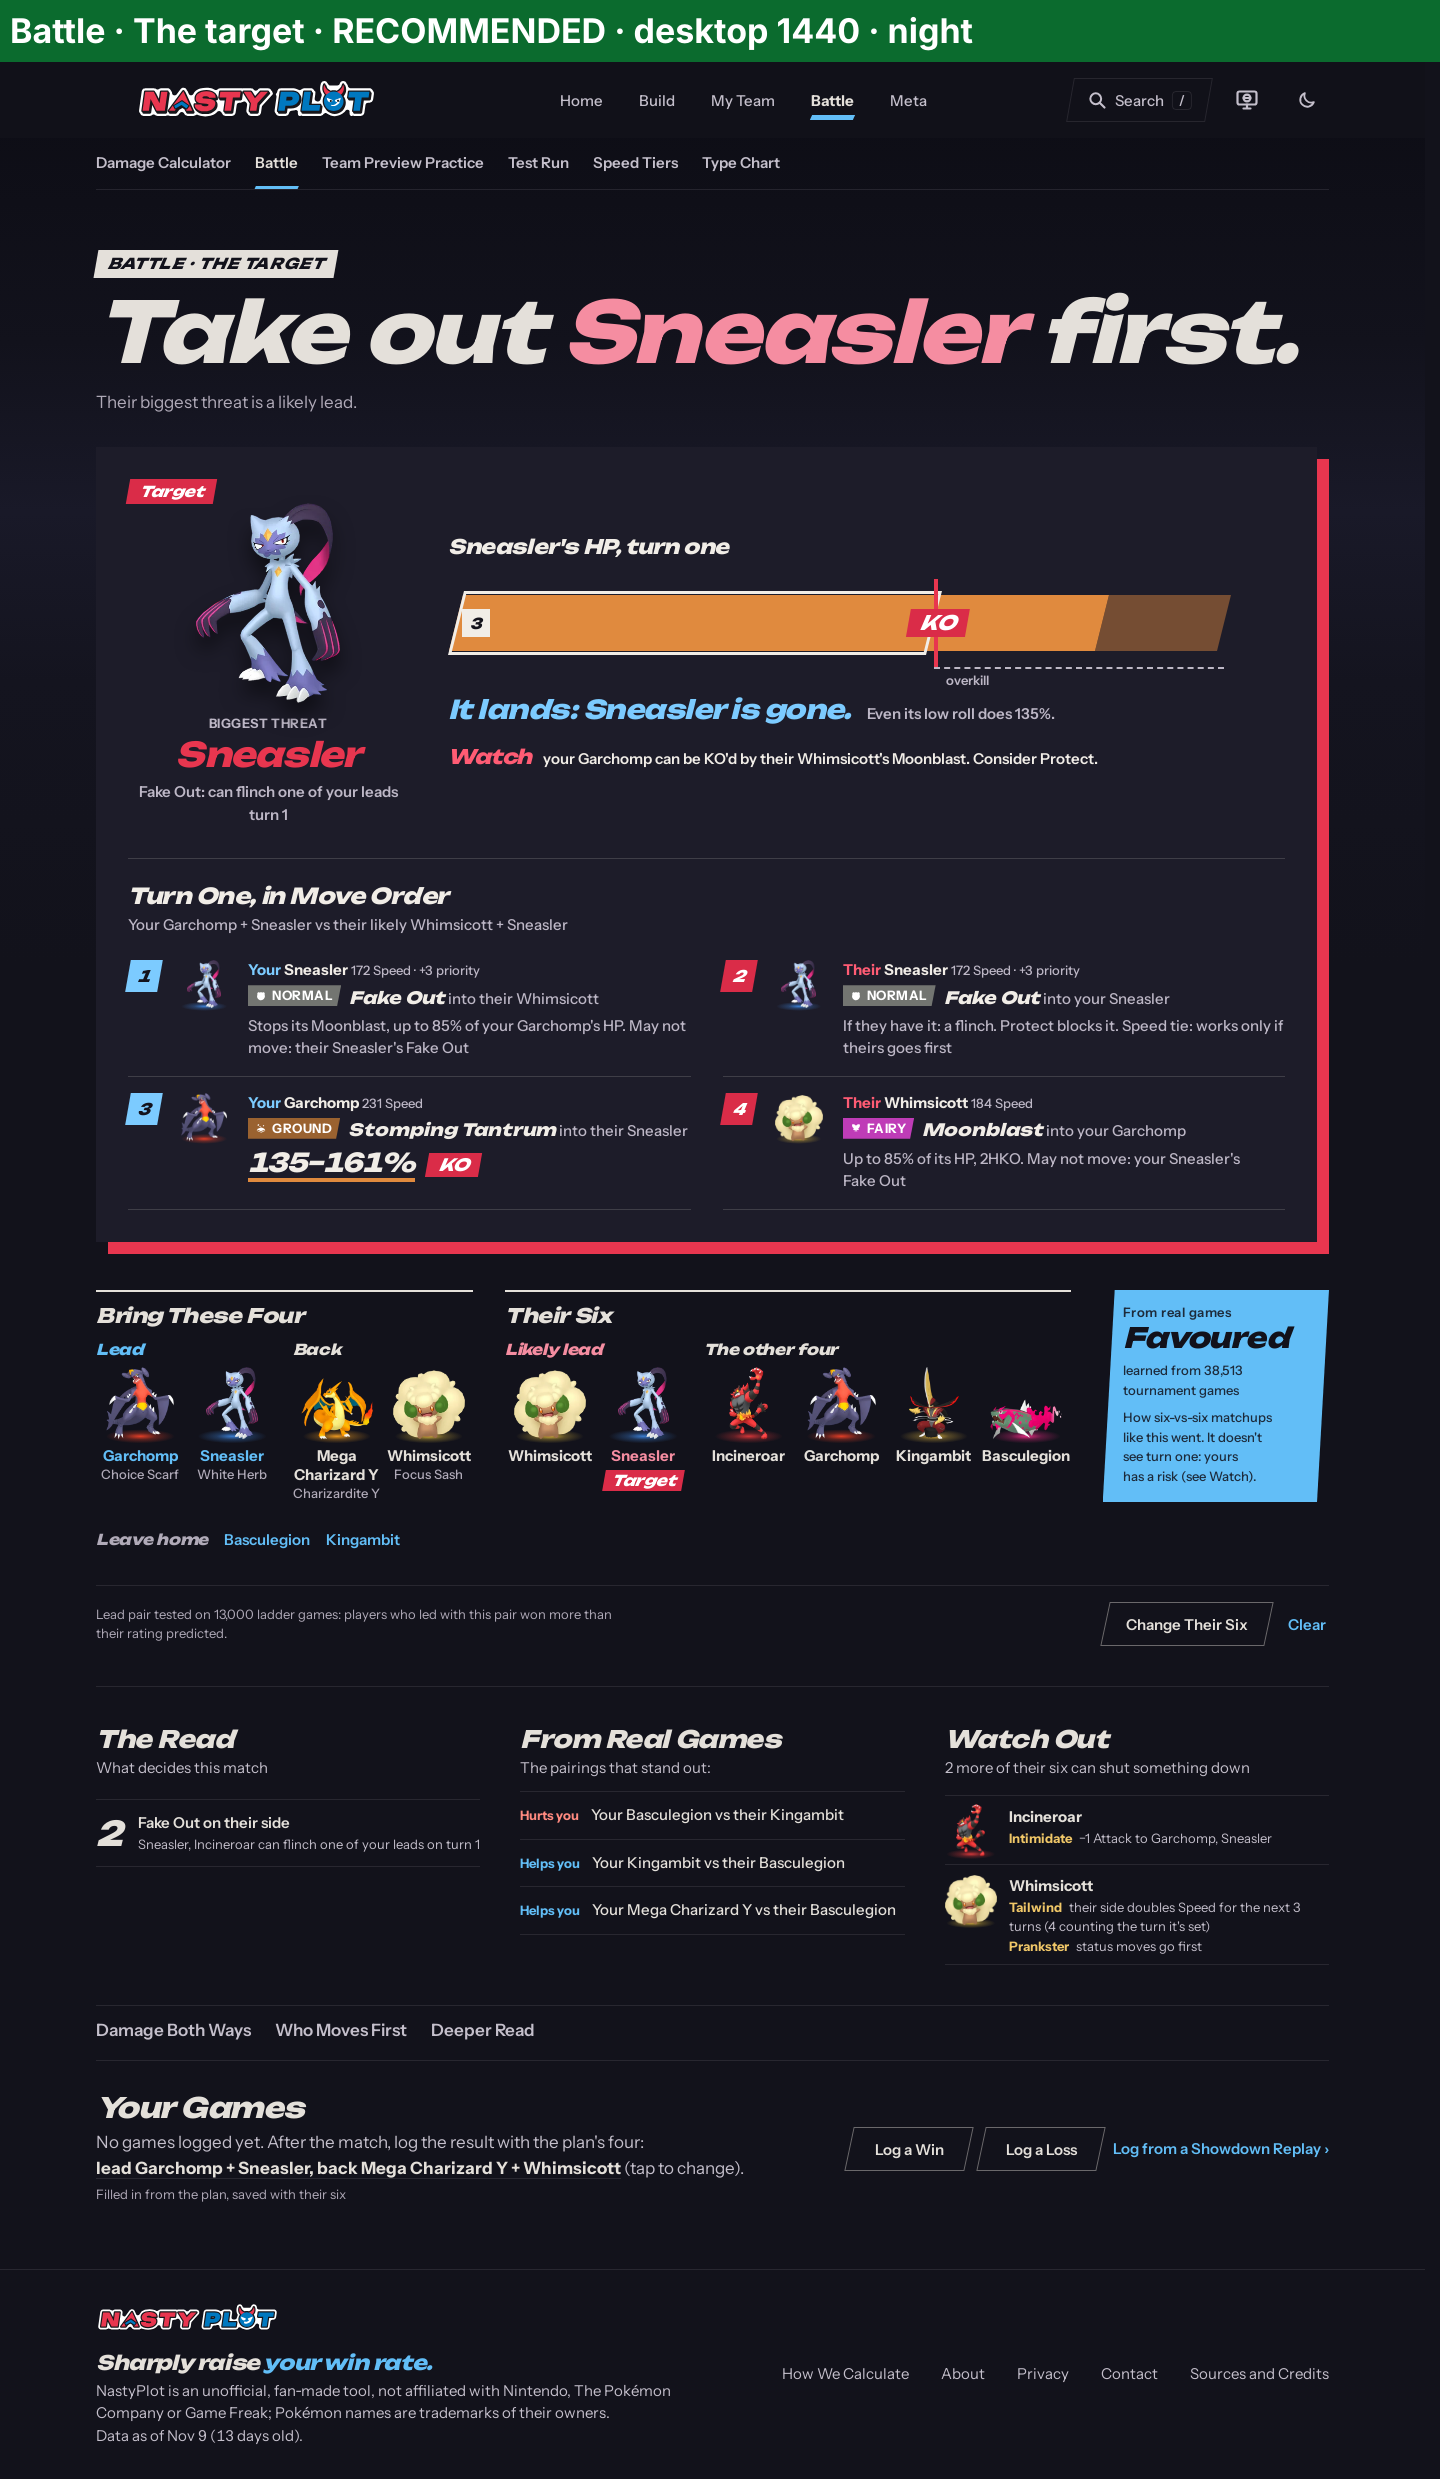 Battle · The target · RECOMMENDED · desktop 1440 · night
NASTY PLOT
Home Build My Team Battle Meta
Search /
Damage Calculator Battle Team Preview Practice Test Run Speed Tiers Type Chart
BATTLE · THE TARGET
Take out Sneasler first.
Their biggest threat is a likely lead.
Target
BIGGEST THREAT
Sneasler
Fake Out: can flinch one of your leads
turn 1
Sneasler's HP, turn one
3
KO
overkill
It lands: Sneasler is gone. Even its low roll does 135%.
Watch your Garchomp can be KO'd by their Whimsicott's Moonblast. Consider Protect.
Turn One, in Move Order
Your Garchomp + Sneasler vs their likely Whimsicott + Sneasler
1
Your Sneasler 172 Speed · +3 priority
NORMAL Fake Out into their Whimsicott
Stops its Moonblast, up to 85% of your Garchomp's HP. May not
move: their Sneasler's Fake Out
2
Their Sneasler 172 Speed · +3 priority
NORMAL Fake Out into your Sneasler
If they have it: a flinch. Protect blocks it. Speed tie: works only if
theirs goes first
3
Your Garchomp 231 Speed
GROUND Stomping Tantrum into their Sneasler
135–161% KO
4
Their Whimsicott 184 Speed
FAIRY Moonblast into your Garchomp
Up to 85% of its HP, 2HKO. May not move: your Sneasler's
Fake Out
Bring These Four
Lead Back
Garchomp
Choice Scarf
Sneasler
White Herb
Mega
Charizard Y
Charizardite Y
Whimsicott
Focus Sash
Leave home Basculegion Kingambit
Their Six
Likely lead The other four
Whimsicott
Sneasler
Target
Incineroar
Garchomp
Kingambit
Basculegion
From real games
Favoured
learned from 38,513
tournament games
How six-vs-six matchups
like this went. It doesn't
see turn one: yours
has a risk (see Watch).
Lead pair tested on 13,000 ladder games: players who led with this pair won more than
their rating predicted.
Change Their Six Clear
The Read
What decides this match
2
Fake Out on their side
Sneasler, Incineroar can flinch one of your leads on turn 1
From Real Games
The pairings that stand out:
Hurts you Your Basculegion vs their Kingambit
Helps you Your Kingambit vs their Basculegion
Helps you Your Mega Charizard Y vs their Basculegion
Watch Out
2 more of their six can shut something down
Incineroar
Intimidate −1 Attack to Garchomp, Sneasler
Whimsicott
Tailwind their side doubles Speed for the next 3
turns (4 counting the turn it's set)
Prankster status moves go first
Damage Both Ways Who Moves First Deeper Read
Your Games
No games logged yet. After the match, log the result with the plan's four:
lead Garchomp + Sneasler, back Mega Charizard Y + Whimsicott (tap to change).
Filled in from the plan, saved with their six
Log a Win Log a Loss Log from a Showdown Replay ›
NASTY PLOT
Sharply raise your win rate.
NastyPlot is an unofficial, fan-made tool, not affiliated with Nintendo, The Pokémon
Company or Game Freak; Pokémon names are trademarks of their owners.
Data as of Nov 9 (13 days old).
How We Calculate About Privacy Contact Sources and Credits